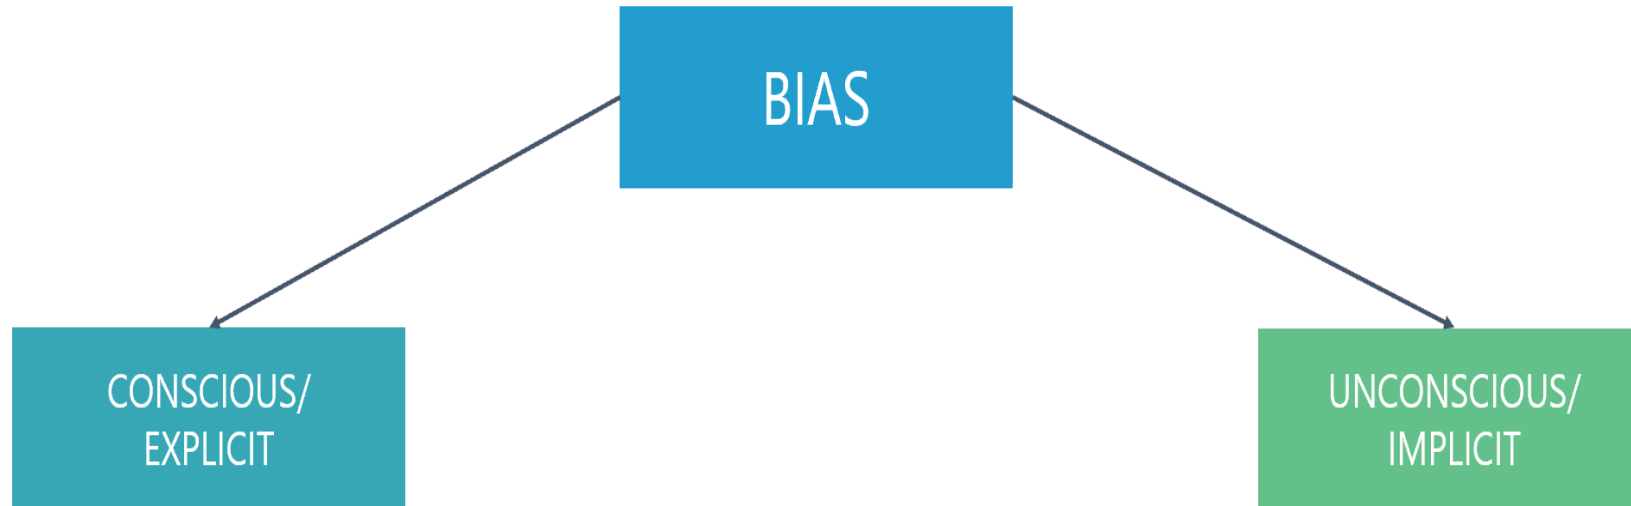 BIAS
CONSCIOUS/
EXPLICIT
UNCONSCIOUS/
IMPLICIT